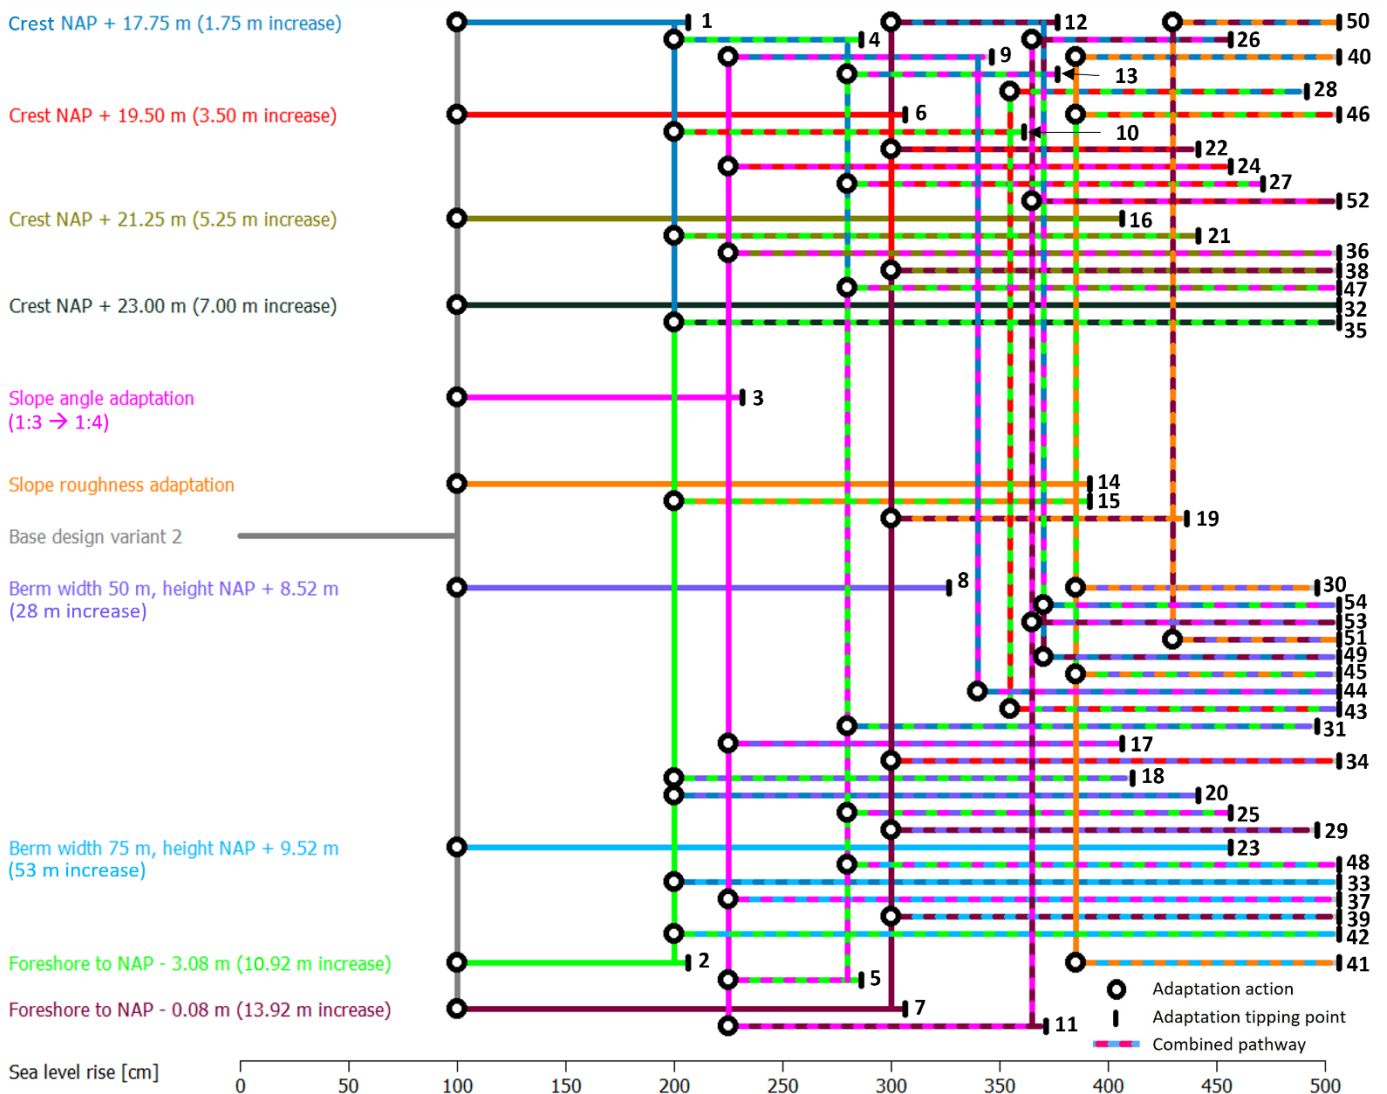 Crest NAP + 17.75 m (1.75 m increase)
1
12
50
4
26
9
40
13
28
Crest NAP + 19.50 m (3.50 m increase)
6
46
10
22
24
27
52
Crest NAP + 21.25 m (5.25 m increase)
16
21
36
38
47
Crest NAP + 23.00 m (7.00 m increase)
32
35
Slope angle adaptation
(1:3 → 1:4)
3
Slope roughness adaptation
14
15
19
Base design variant 2
Berm width 50 m, height NAP + 8.52 m
(28 m increase)
8
30
54
53
51
49
45
44
43
31
17
34
18
20
25
29
Berm width 75 m, height NAP + 9.52 m
(53 m increase)
23
48
33
37
39
42
Foreshore to NAP - 3.08 m (10.92 m increase)
2
41
5
Foreshore to NAP - 0.08 m (13.92 m increase)
7
11
Adaptation action
Adaptation tipping point
Combined pathway
Sea level rise [cm]
0 50 100 150 200 250 300 350 400 450 500